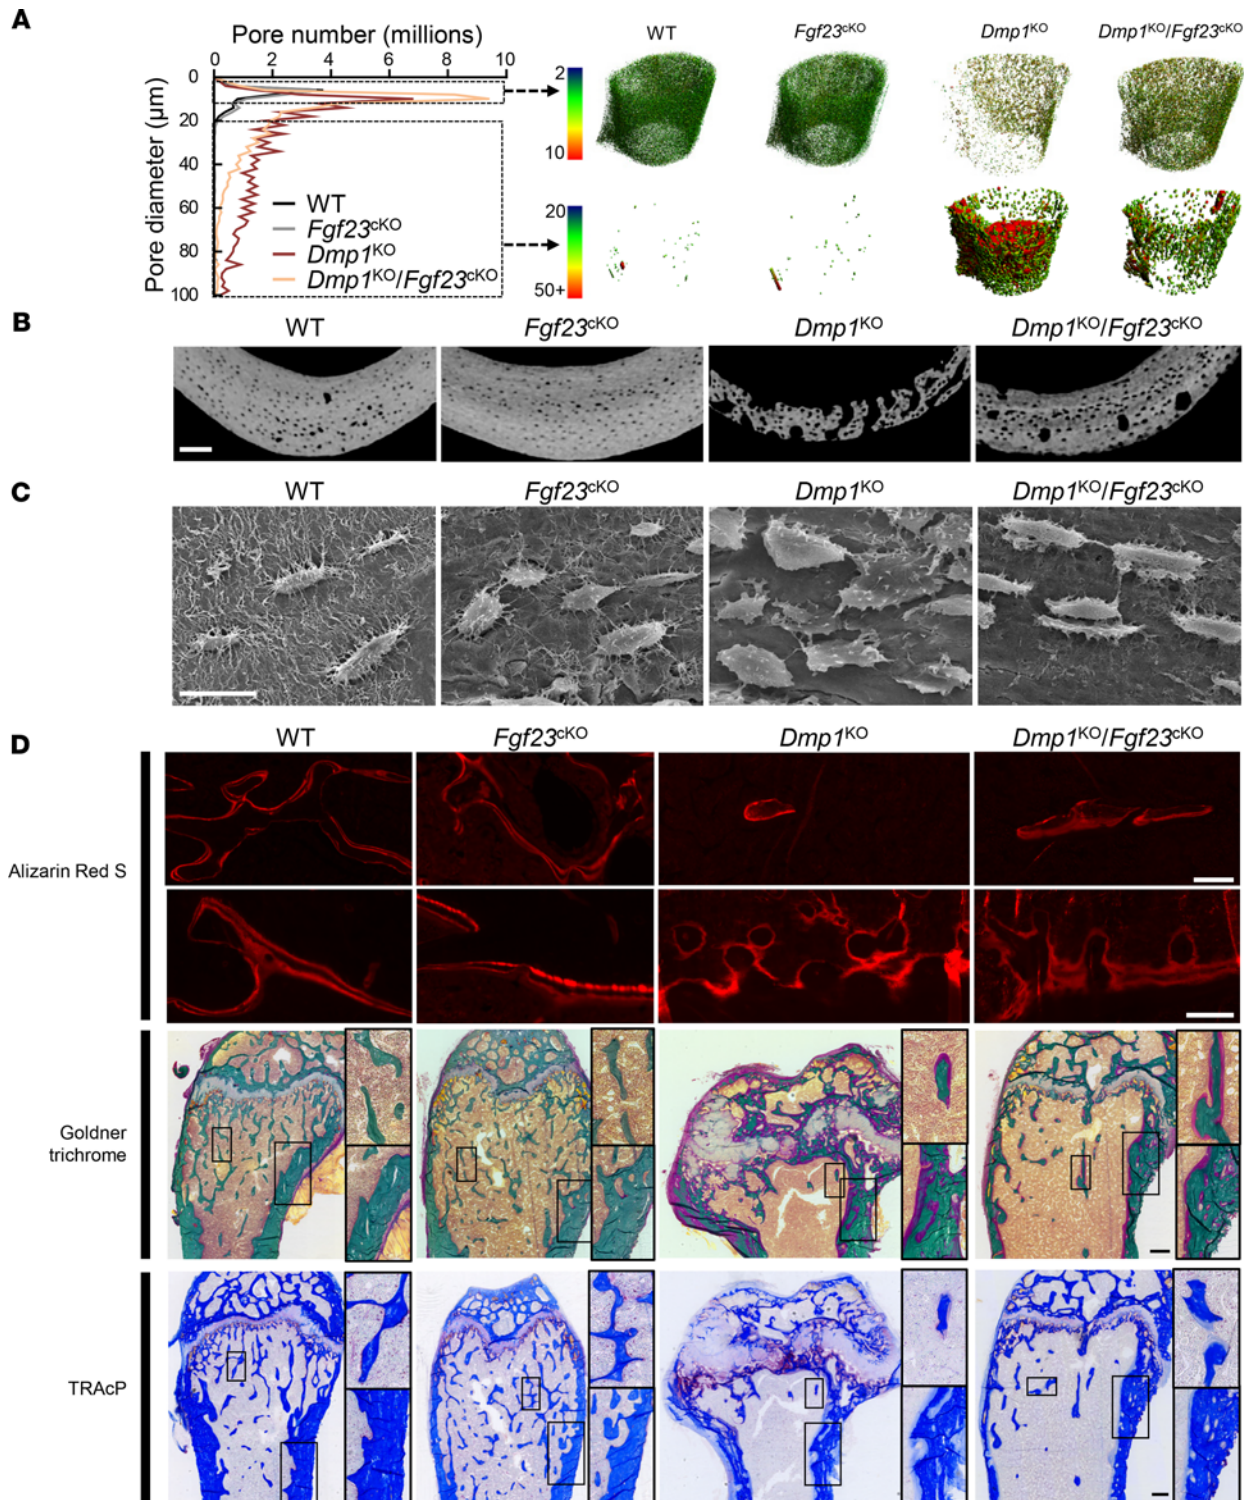 A
Pore number (millions)
0 2 4 6 8 10
Pore diameter (µm)
0
20
40
60
80
100
WT
Fgf23cKO
Dmp1KO
Dmp1KO/Fgf23cKO
2
10
20
50+
WT Fgf23cKO Dmp1KO Dmp1KO/Fgf23cKO
B
WT Fgf23cKO Dmp1KO Dmp1KO/Fgf23cKO
C
WT Fgf23cKO Dmp1KO Dmp1KO/Fgf23cKO
D
WT Fgf23cKO Dmp1KO Dmp1KO/Fgf23cKO
Alizarin Red S
Goldner
trichrome
TRAcP